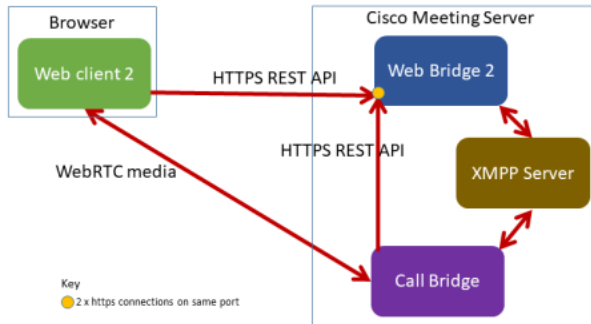 Browser
Cisco Meeting Server
Web client 2
HTTPS REST API
Web Bridge 2
HTTPS REST API
WebRTC media
XMPP Server
Call Bridge
Key
2 x https connections on same port